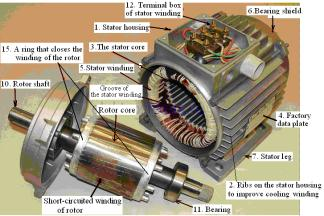 12. Terminal box
of stator winding
6.Bearing shield.
1. Stator housing
15. A ring that closes the
winding of the rotor
3.The stator core
5.Stator winding
10. Rotor shaft
Groove of
the stator winding
Rotor core
4. Factory
data plate
7. Stator leg.
2. Ribs on the stator housing
to improve cooling winding
Short-circuited winding
of rotor
11. Bearing